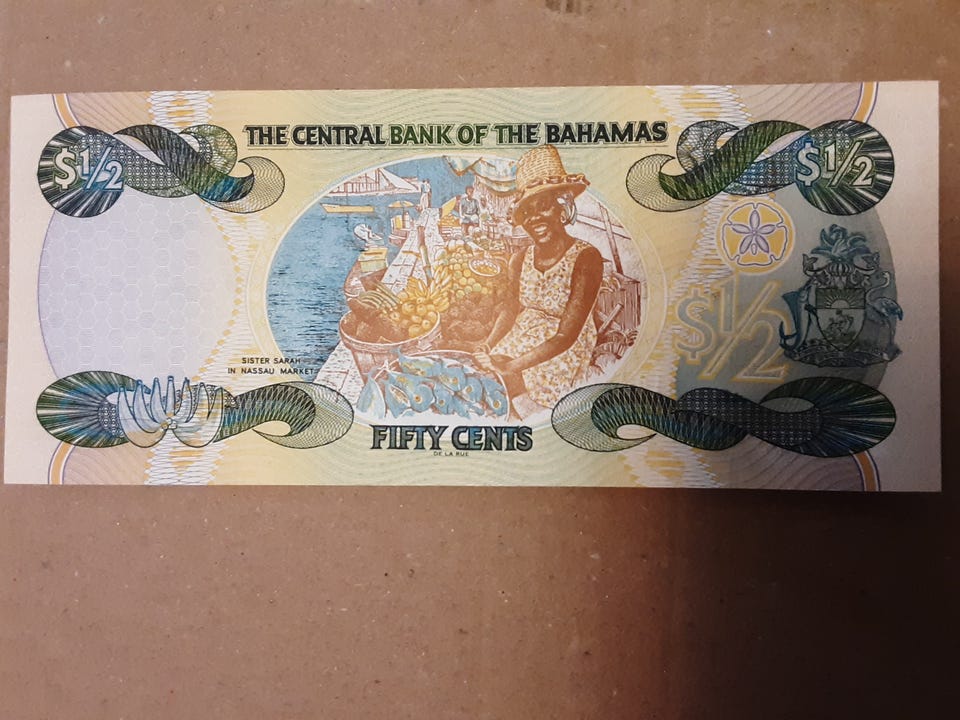 THE CENTRAL BANK OF THE BAHAMAS
$1/2
$1/2
$1/2
SISTER SARAH
IN NASSAU MARKET
FIFTY CENTS
DE LA RUE